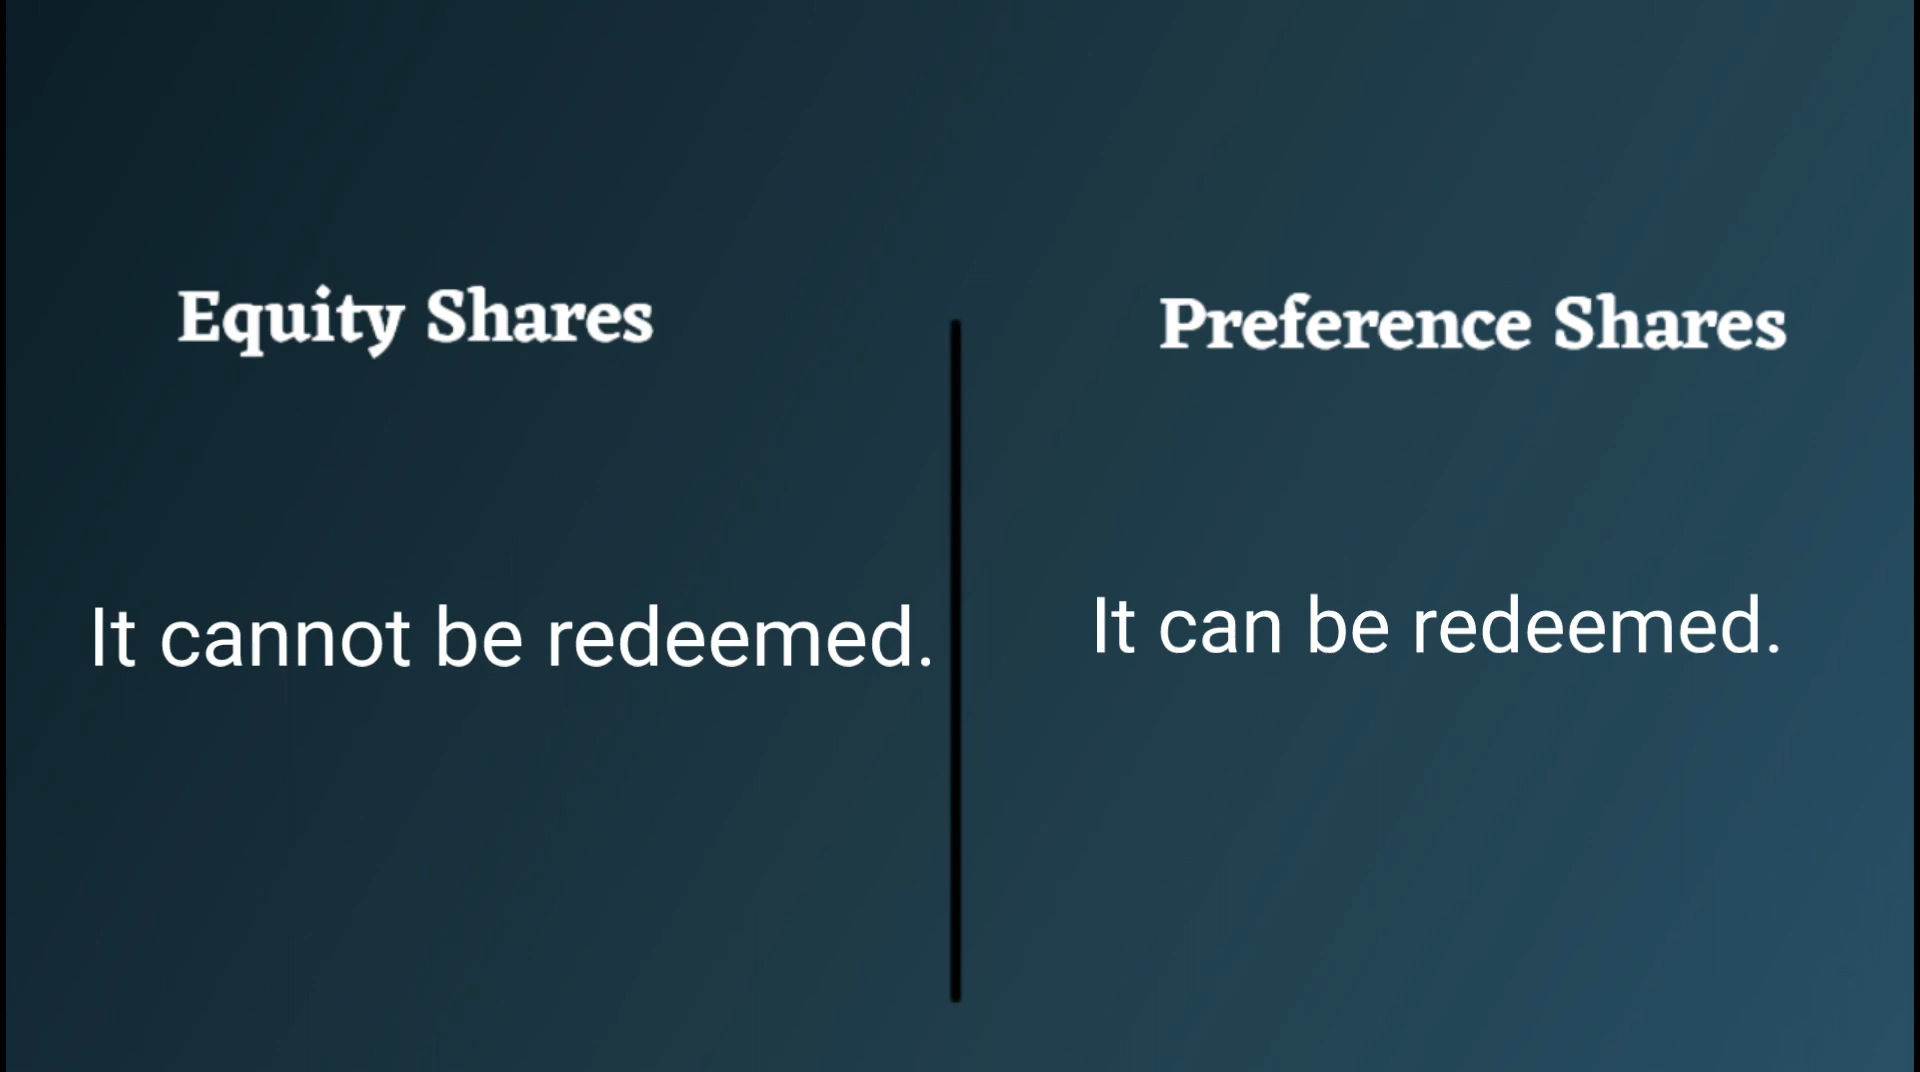 Equity Shares
Preference Shares
It cannot be redeemed.
It can be redeemed.